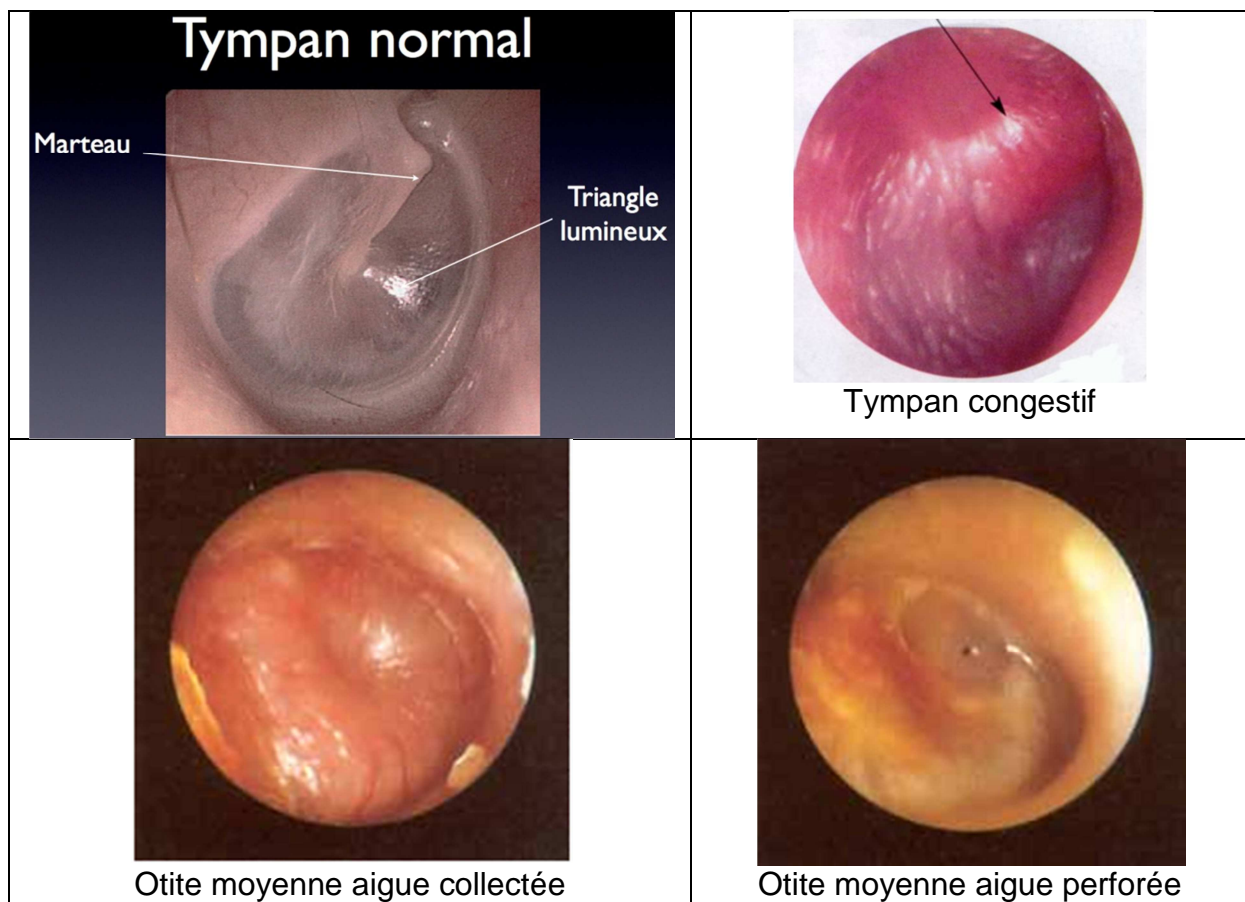 Tympan normal
Marteau
Triangle
lumineux
Tympan congestif
Otite moyenne aigue collectée
Otite moyenne aigue perforée